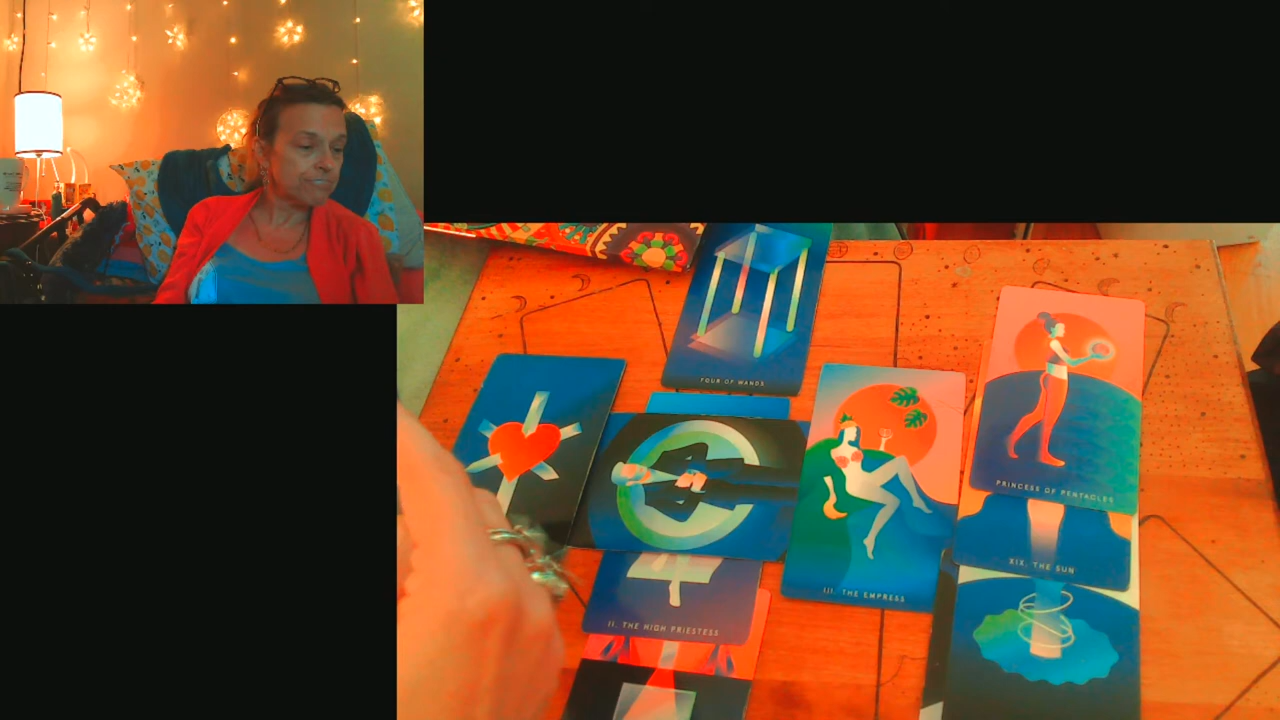 FOUR OF WANDS
PRINCESS OF PENTACLES
XIX. THE SUN
III. THE EMPRESS
II. THE HIGH PRIESTESS